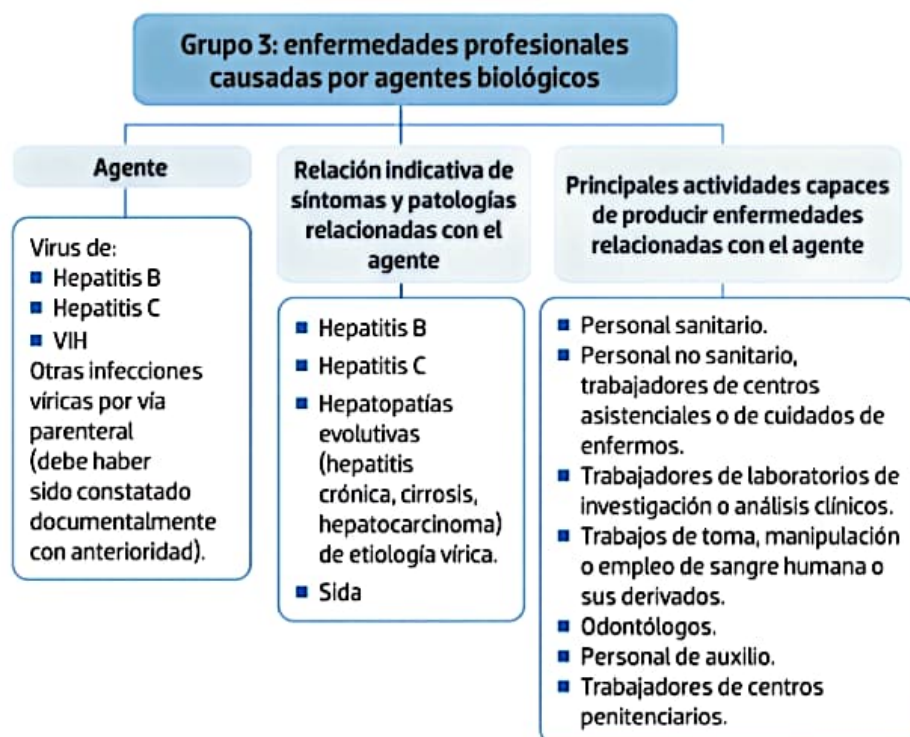 Grupo 3: enfermedades profesionales
causadas por agentes biológicos
Agente
Virus de:
Hepatitis B
Hepatitis C
VIH
Otras infecciones
víricas por vía
parenteral
(debe haber
sido constatado
documentalmente
con anterioridad).
Relación indicativa de
síntomas y patologías
relacionadas con el
agente
Hepatitis B
Hepatitis C
Hepatopatías
evolutivas
(hepatitis
crónica, cirrosis,
hepatocarcinoma)
de etiología vírica.
Sida
Principales actividades capaces
de producir enfermedades
relacionadas con el agente
Personal sanitario.
Personal no sanitario,
trabajadores de centros
asistenciales o de cuidados de
enfermos.
Trabajadores de laboratorios de
investigación o análisis clínicos.
Trabajos de toma, manipulación
o empleo de sangre humana o
sus derivados.
Odontólogos.
Personal de auxilio.
Trabajadores de centros
penitenciarios.